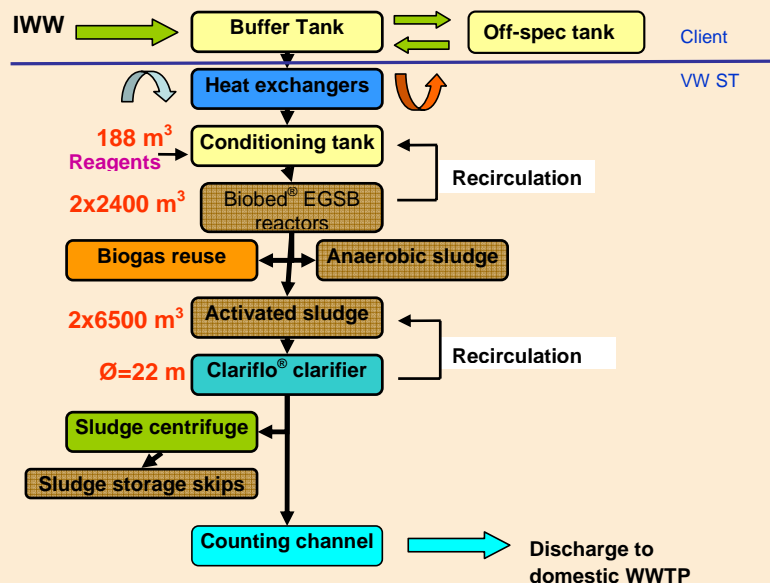 IWW
Buffer Tank
Off-spec tank
Client
VW ST
Heat exchangers
188 m³
Reagents
Conditioning tank
Recirculation
2x2400 m³
Biobed® EGSB
reactors
Biogas reuse
Anaerobic sludge
2x6500 m³
Activated sludge
Recirculation
Ø=22 m
Clariflo® clarifier
Sludge centrifuge
Sludge storage skips
Counting channel
Discharge to
domestic WWTP